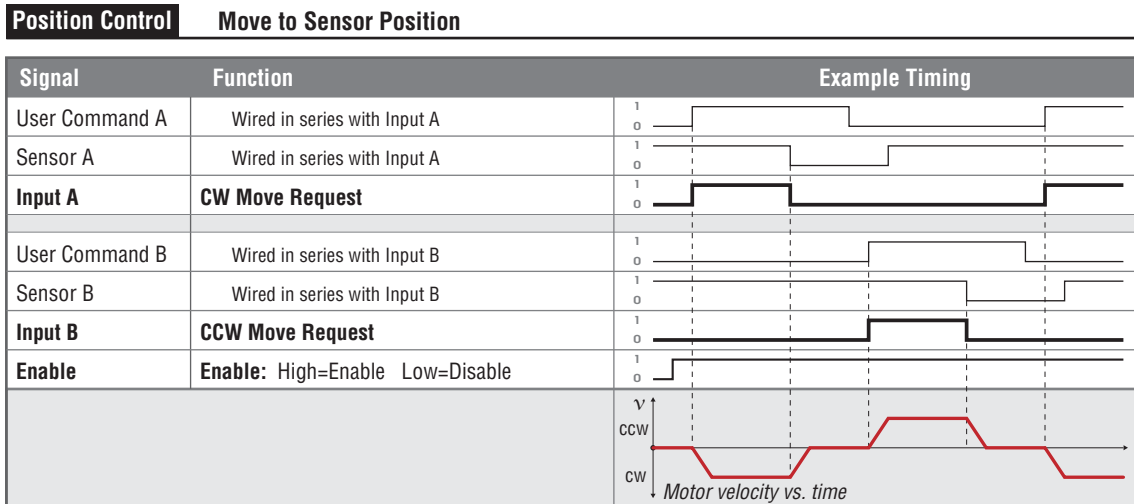 Position Control Move to Sensor Position
Signal Function Example Timing
User Command A Wired in series with Input A 1 0
Sensor A Wired in series with Input A 1 0
Input A CW Move Request 1 0
User Command B Wired in series with Input B 1 0
Sensor B Wired in series with Input B 1 0
Input B CCW Move Request 1 0
Enable Enable: High=Enable Low=Disable 1 0
v
CCW
CW
Motor velocity vs. time